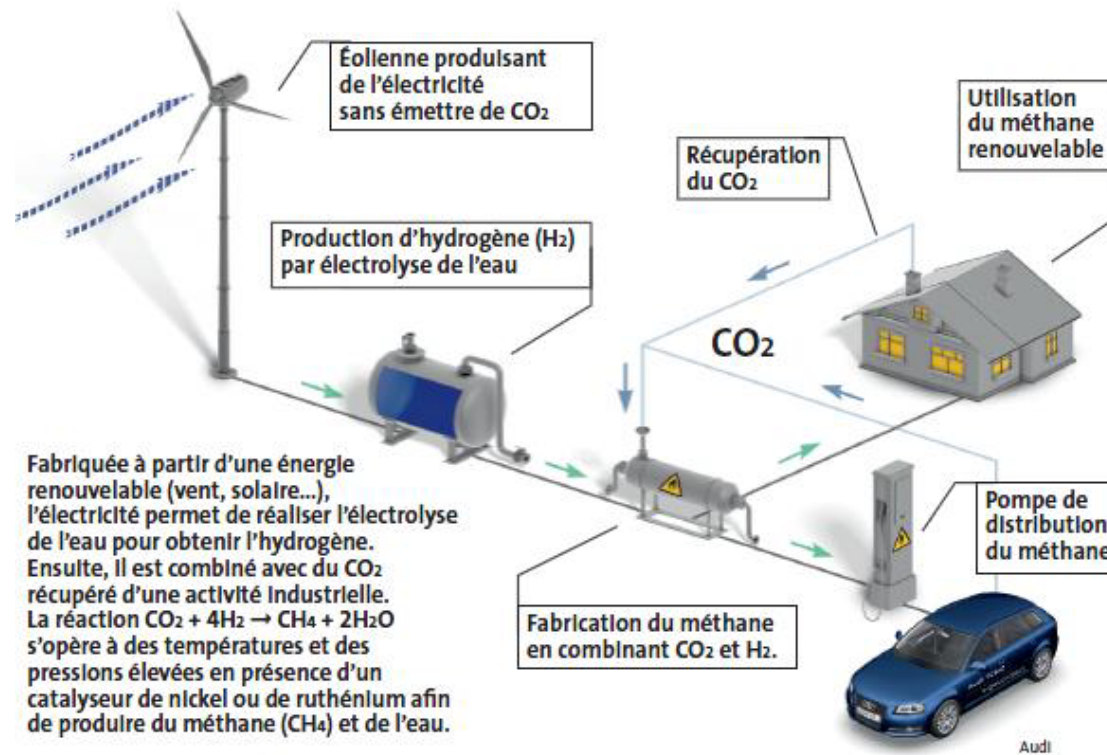 Éolienne produisant
de l’électricité
sans émettre de CO2
Utilisation
du méthane
renouvelable
Récupération
du CO2
Production d’hydrogène (H2)
par électrolyse de l’eau
CO2
Fabriquée à partir d’une énergie
renouvelable (vent, solaire...),
l’électricité permet de réaliser l’électrolyse
de l’eau pour obtenir l’hydrogène.
Ensuite, il est combiné avec du CO2
récupéré d’une activité industrielle.
La réaction CO2 + 4H2 → CH4 + 2H2O
s’opère à des températures et des
pressions élevées en présence d’un
catalyseur de nickel ou de ruthénium afin
de produire du méthane (CH4) et de l’eau.
Pompe de
distribution
du méthane
Fabrication du méthane
en combinant CO2 et H2.
Audi